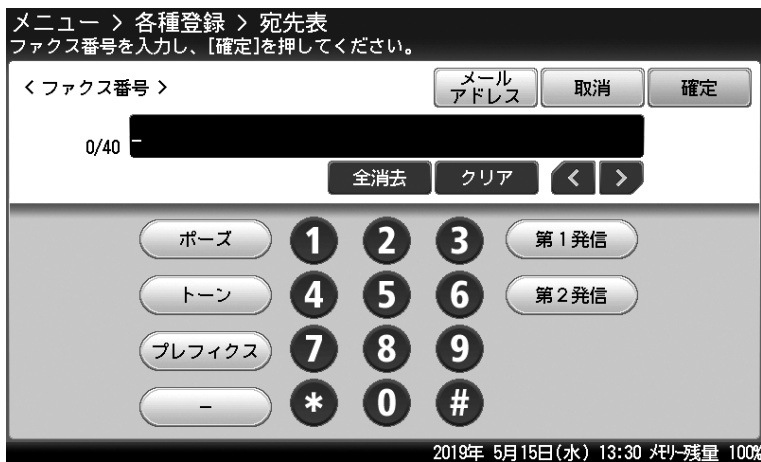 メニュー > 各種登録 > 宛先表
ファクス番号を入力し、[確定]を押してください。
<ファクス番号>
メール
アドレス
取消
確定
0/40 _
全消去 クリア < >
ポーズ 1 2 3 第1発信
トーン 4 5 6 第2発信
プレフィクス 7 8 9
- * 0 #
2019年 5月15日(水) 13:30 ﾒﾓﾘｰ残量 100%